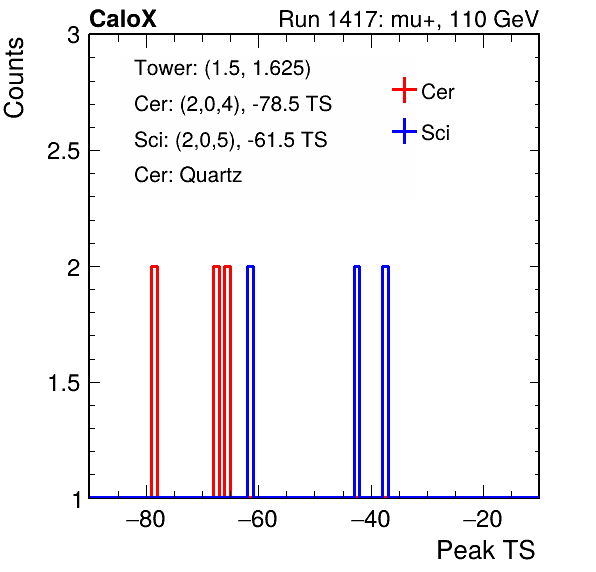 CaloX Run 1417: mu+, 110 GeV
Counts
3
Tower: (1.5, 1.625)
Cer: (2,0,4), -78.5 TS
Sci: (2,0,5), -61.5 TS
Cer: Quartz
Cer
Sci
2.5
2
1.5
1
−80 −60 −40 −20
Peak TS